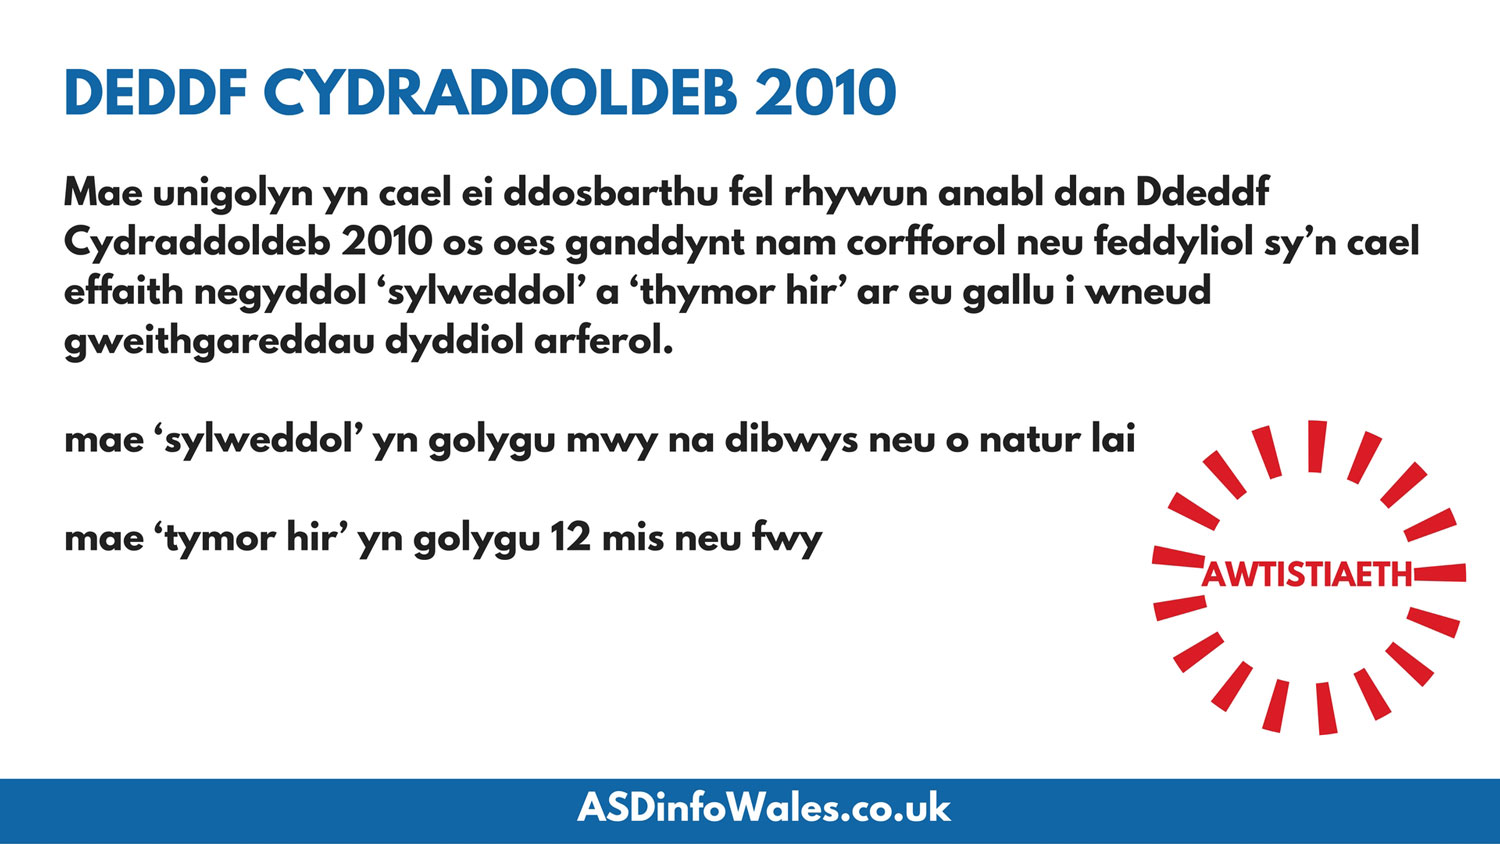 DEDDF CYDRADDOLDEB 2010
Mae unigolyn yn cael ei ddosbarthu fel rhywun anabl dan Ddeddf
Cydraddoldeb 2010 os oes ganddynt nam corfforol neu feddyliol sy’n cael
effaith negyddol ‘sylweddol’ a ‘thymor hir’ ar eu gallu i wneud
gweithgareddau dyddiol arferol.
mae ‘sylweddol’ yn golygu mwy na dibwys neu o natur lai
mae ‘tymor hir’ yn golygu 12 mis neu fwy
AWTISTIAETH
ASDinfoWales.co.uk